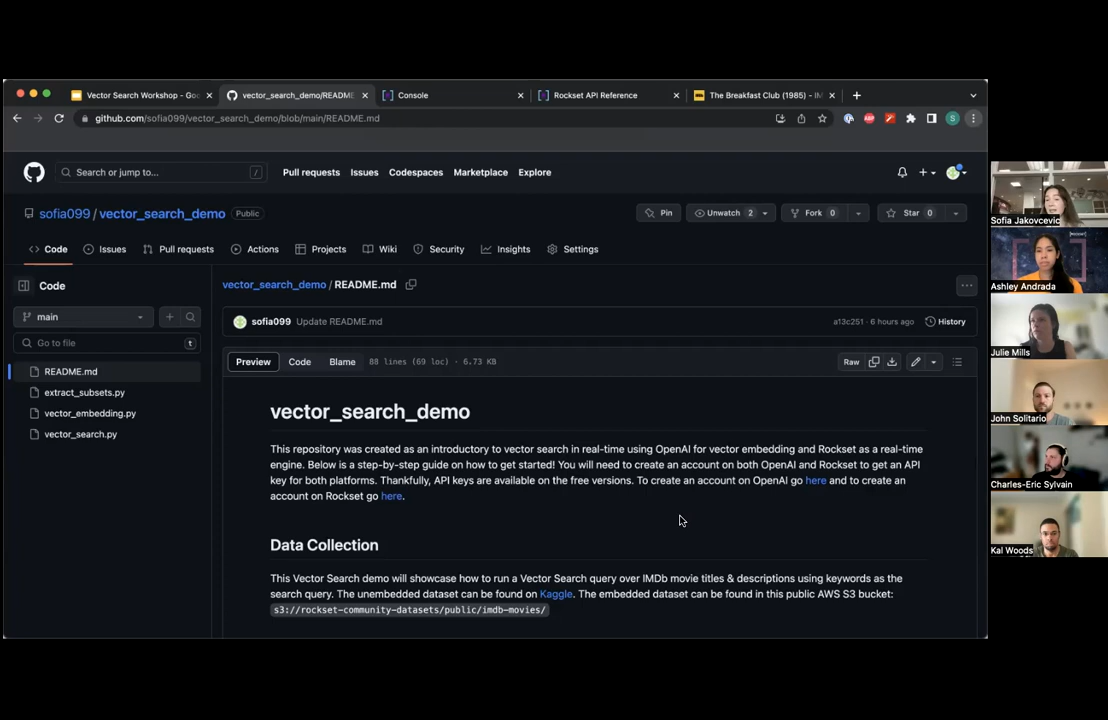 Vector Search Workshop - Goo
vector_search_demo/README
Console
Rockset API Reference
The Breakfast Club (1985) - IM
github.com/sofia099/vector_search_demo/blob/main/README.md
S
Search or jump to...
/
Pull requests
Issues
Codespaces
Marketplace
Explore
sofia099 / vector_search_demo
Public
Pin
Unwatch 2
Fork 0
Star 0
Code
Issues
Pull requests
Actions
Projects
Wiki
Security
Insights
Settings
Code
main
Go to file
t
README.md
extract_subsets.py
vector_embedding.py
vector_search.py
vector_search_demo / README.md
sofia099 Update README.md
a13c251 · 6 hours ago
History
Preview
Code
Blame
88 lines (69 loc) · 6.73 KB
Raw
vector_search_demo
This repository was created as an introductory to vector search in real-time using OpenAI for vector embedding and Rockset as a real-time
engine. Below is a step-by-step guide on how to get started! You will need to create an account on both OpenAI and Rockset to get an API
key for both platforms. Thankfully, API keys are available on the free versions. To create an account on OpenAI go here and to create an
account on Rockset go here.
Data Collection
This Vector Search demo will showcase how to run a Vector Search query over IMDb movie titles & descriptions using keywords as the
search query. The unembedded dataset can be found on Kaggle. The embedded dataset can be found in this public AWS S3 bucket:
s3://rockset-community-datasets/public/imdb-movies/
Sofia Jakovcevic
Ashley Andrada
Julie Mills
John Solitario
Charles-Eric Sylvain
Kal Woods